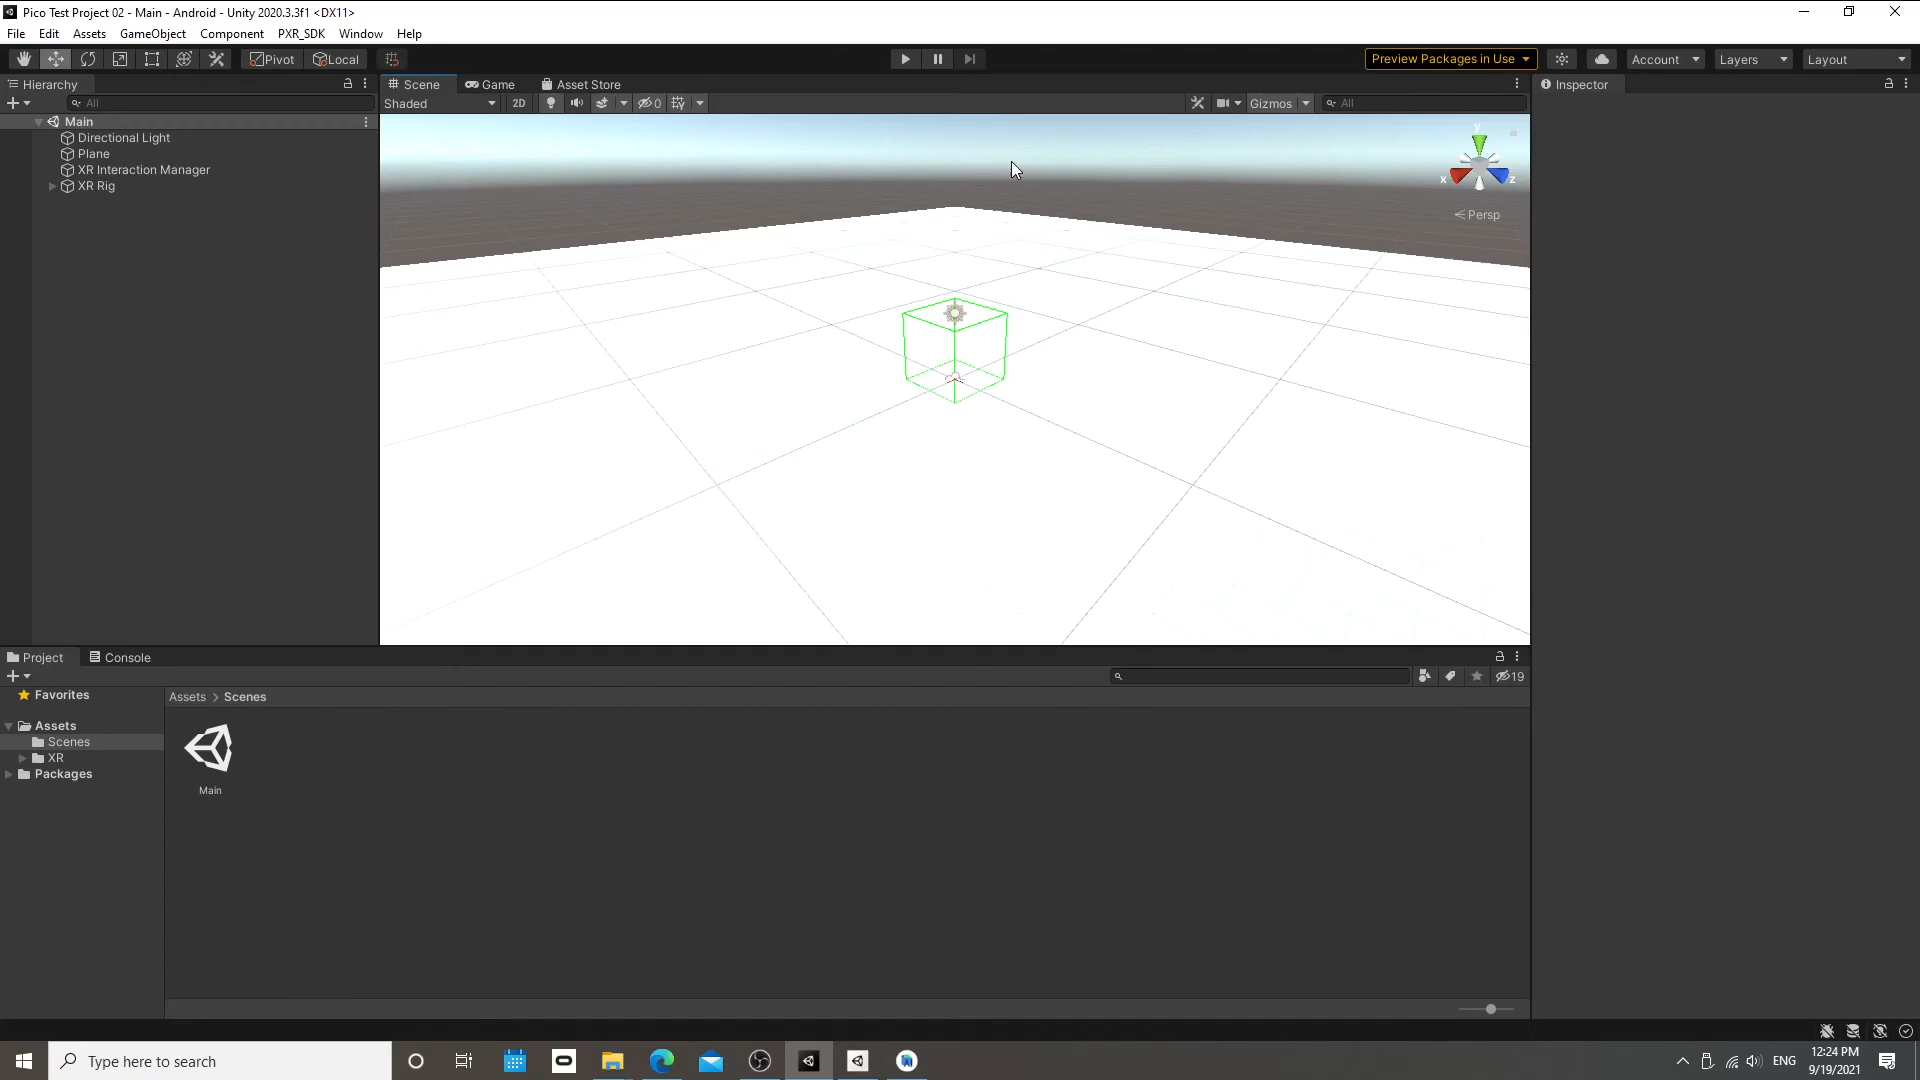 Pico Test Project 02 - Main - Android - Unity 2020.3.3f1 <DX11>
File Edit Assets GameObject Component PXR_SDK Window Help
Pivot Local Preview Packages in Use Account Layers Layout
Hierarchy Scene Game Asset Store Inspector
All Shaded 2D 0 Gizmos All
Main
Directional Light
Plane
XR Interaction Manager
XR Rig
y
x z
Persp
Project Console
19
Favorites
Assets > Scenes
Assets
Scenes
XR
Packages
Main
Type here to search
ENG
12:24 PM
9/19/2021